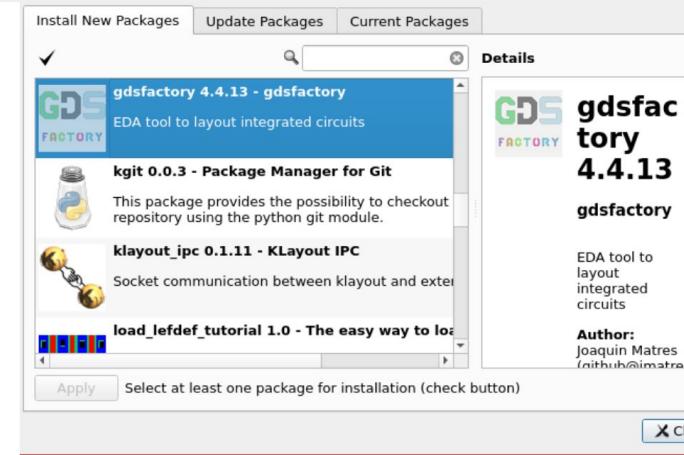 Install New Packages
Update Packages
Current Packages
Details
GDS
FACTORY
gdsfactory 4.4.13 - gdsfactory
EDA tool to layout integrated circuits
kgit 0.0.3 - Package Manager for Git
This package provides the possibility to checkout
repository using the python git module.
klayout_ipc 0.1.11 - KLayout IPC
Socket communication between klayout and exter
load_lefdef_tutorial 1.0 - The easy way to loa
GDS
FACTORY
gdsfac
tory
4.4.13
gdsfactory
EDA tool to
layout
integrated
circuits
Author:
Joaquin Matres
(github@jmatre
Apply
Select at least one package for installation (check button)